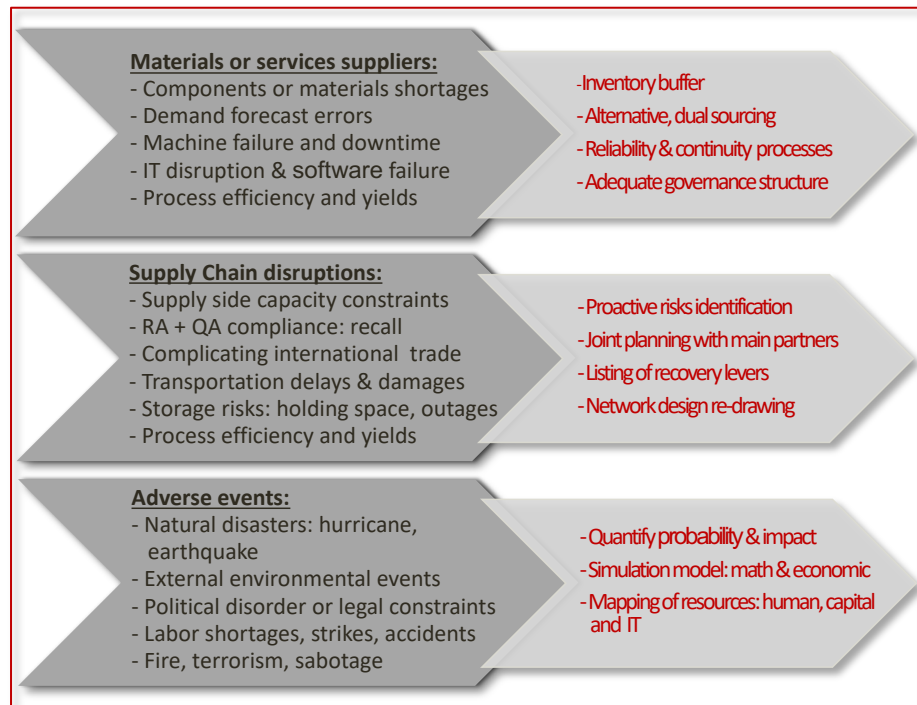 Materials or services suppliers:
- Components or materials shortages
- Demand forecast errors
- Machine failure and downtime
- IT disruption & software failure
- Process efficiency and yields
-Inventory buffer
- Alternative, dual sourcing
- Reliability & continuity processes
- Adequate governance structure
Supply Chain disruptions:
- Supply side capacity constraints
- RA + QA compliance: recall
- Complicating international trade
- Transportation delays & damages
- Storage risks: holding space, outages
- Process efficiency and yields
- Proactive risks identification
- Joint planning with main partners
- Listing of recovery levers
- Network design re-drawing
Adverse events:
- Natural disasters: hurricane,
earthquake
- External environmental events
- Political disorder or legal constraints
- Labor shortages, strikes, accidents
- Fire, terrorism, sabotage
- Quantify probability & impact
- Simulation model: math & economic
- Mapping of resources: human, capital
and IT